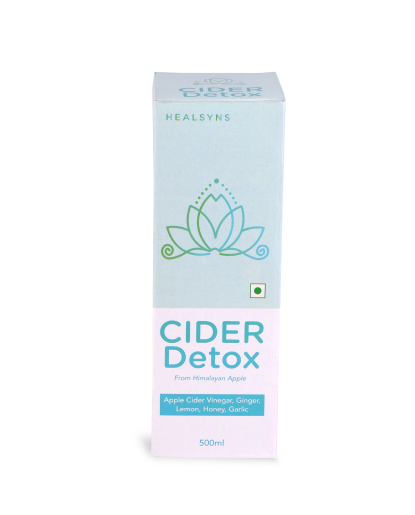 CIDER
Detox
HEALSYNS
CIDER
Detox
From Himalayan Apple
Apple Cider Vinegar, Ginger,
Lemon, Honey, Garlic
500ml